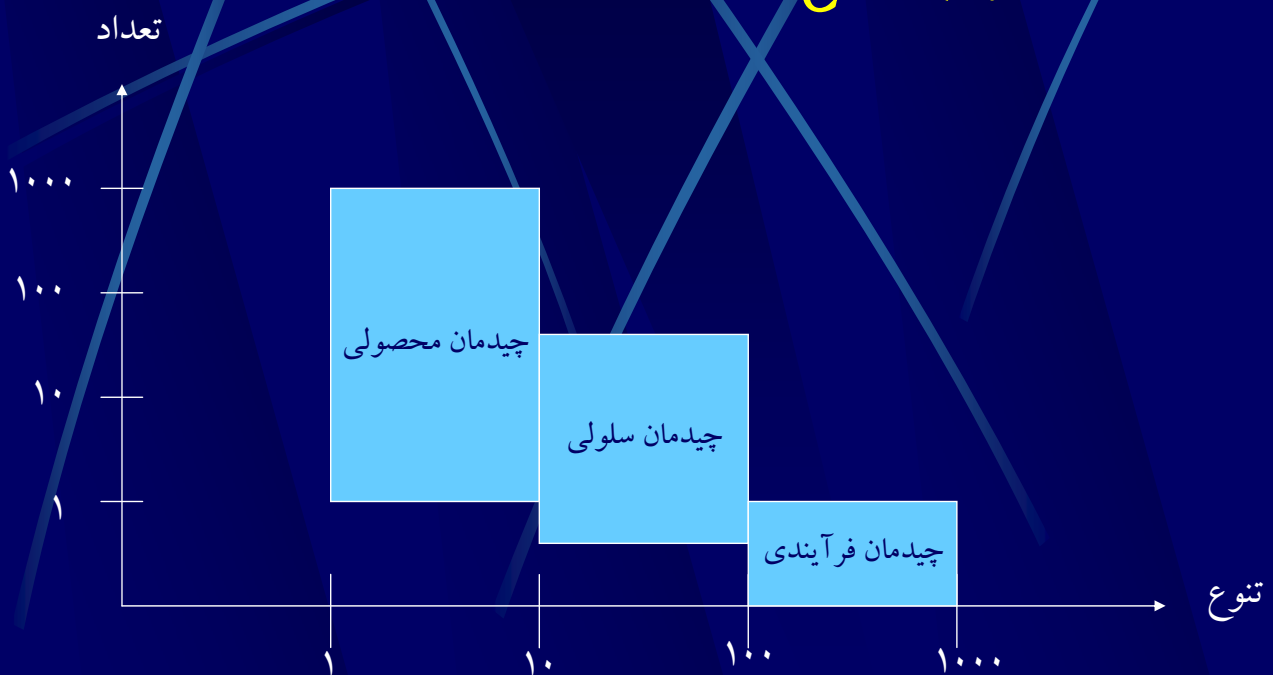 تعداد
۱۰۰۰
۱۰۰
۱۰
۱
چیدمان محصولی
چیدمان سلولی
چیدمان فرآیندی
تنوع
۱
۱۰
۱۰۰
۱۰۰۰